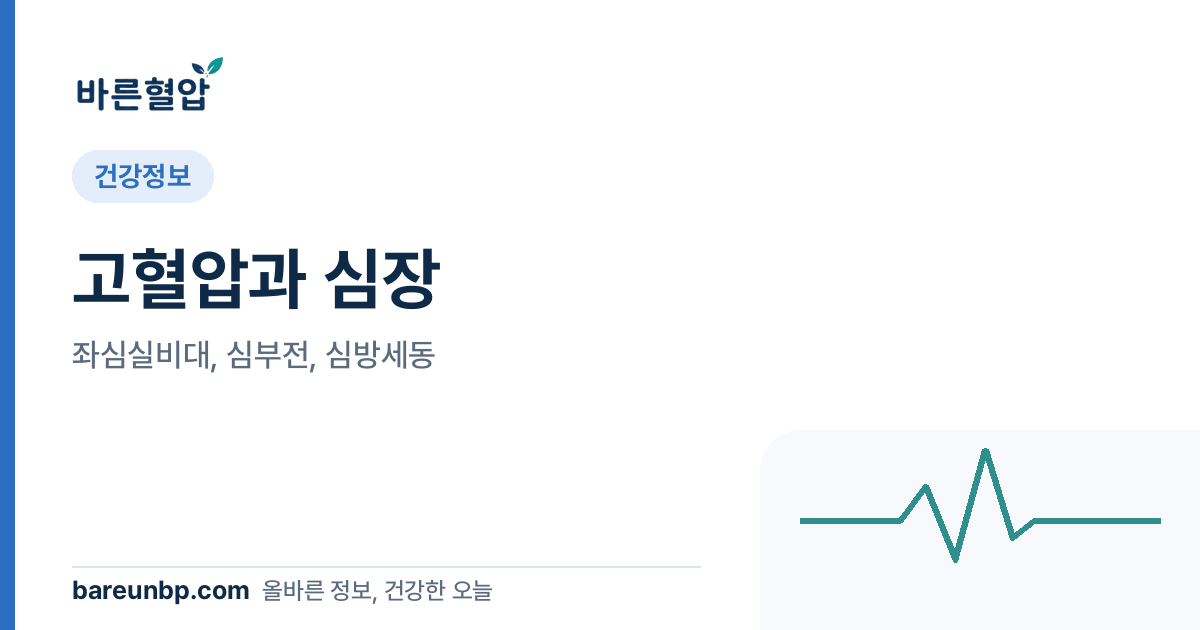 바른혈압
건강정보
고혈압과 심장
좌심실비대, 심부전, 심방세동
bareunbp.com 올바른 정보, 건강한 오늘